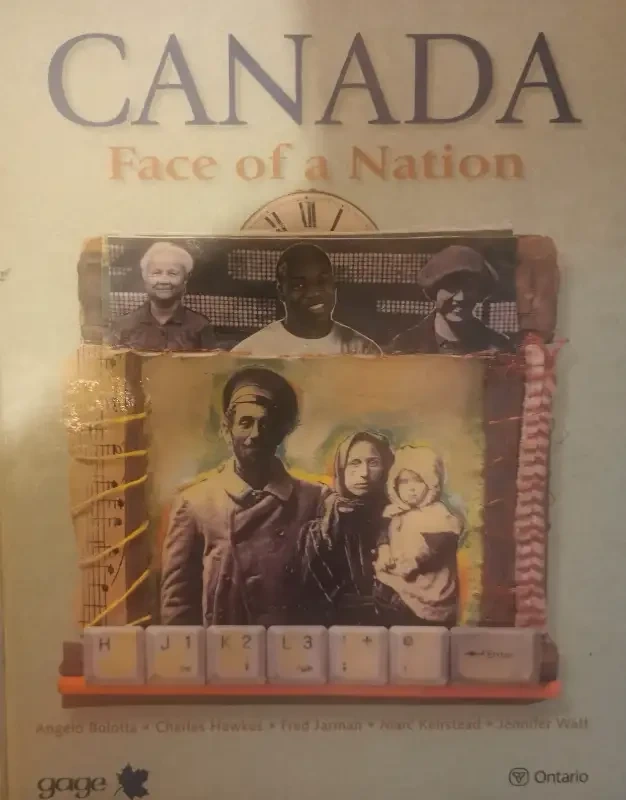 CANADA
Face of a Nation
H J 1 K 2 L 3 + Enter
Angelo Bolotta • Charles Hawkes • Fred Jarman • Marc Keirstead • Jennifer Watt
gage
Ontario